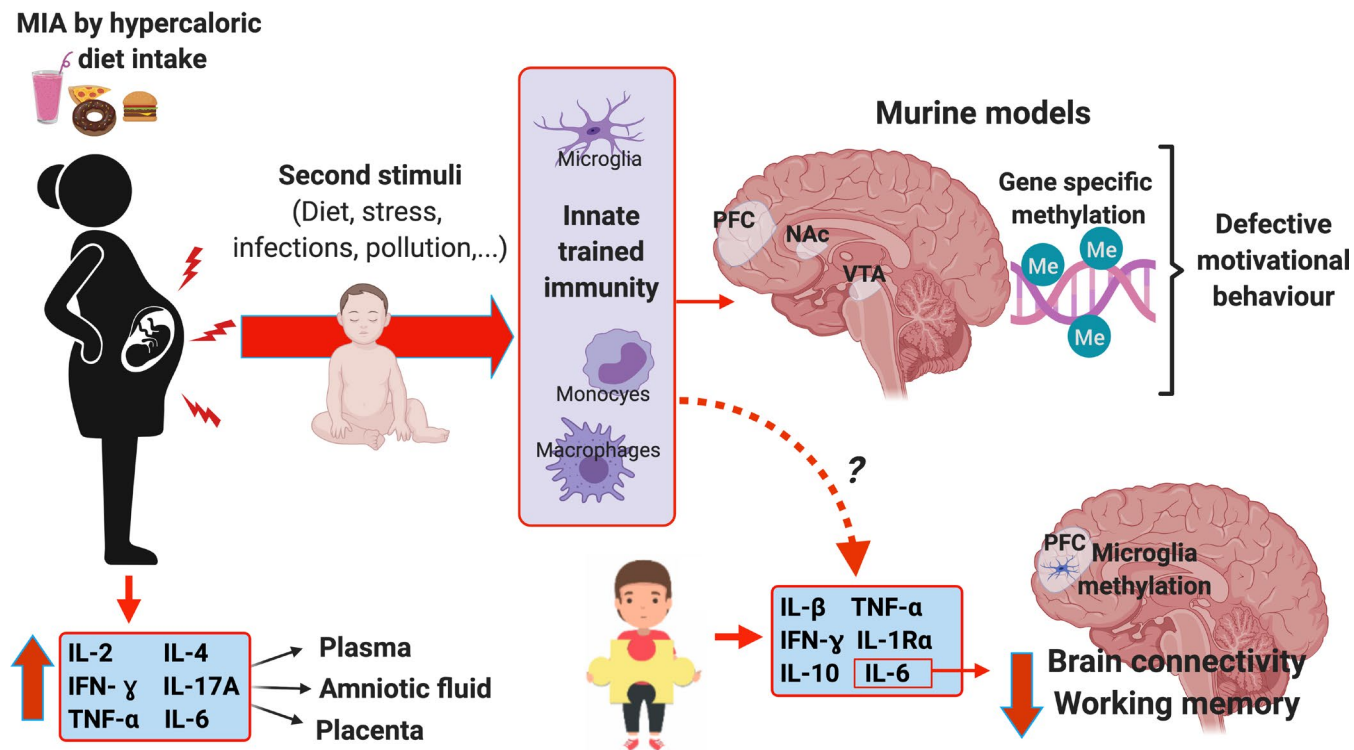 MIA by hypercaloric
diet intake
Second stimuli
(Diet, stress,
infections, pollution,...)
Microglia
Innate
trained
immunity
Monocyes
Macrophages
Murine models
PFC
NAc
VTA
Gene specific
methylation
Me
Me
Me
Defective
motivational
behaviour
?
IL-2 IL-4
IFN- ɣ IL-17A
TNF-α IL-6
Plasma
Amniotic fluid
Placenta
IL-β TNF-α
IFN-ɣ IL-1Rα
IL-10 IL-6
PFC
Microglia
methylation
Brain connectivity
Working memory